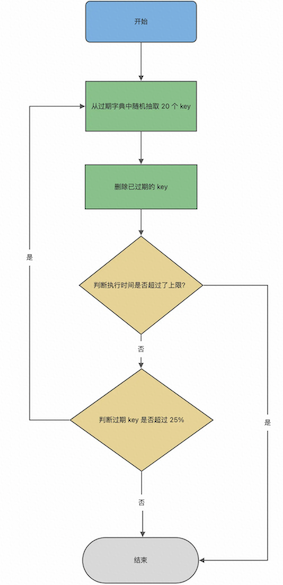 开始
从过期字典中随机抽取 20 个 key
删除已过期的 key
判断执行时间是否超过了上限?
是
否
判断过期 key 是否超过 25%
是
否
结束